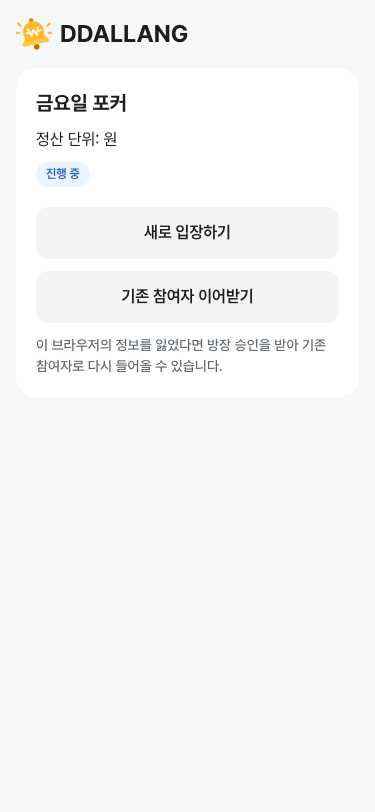 DDALLANG
금요일 포커
정산 단위: 원
진행 중
새로 입장하기
기존 참여자 이어받기
이 브라우저의 정보를 잃었다면 방장 승인을 받아 기존
참여자로 다시 들어올 수 있습니다.